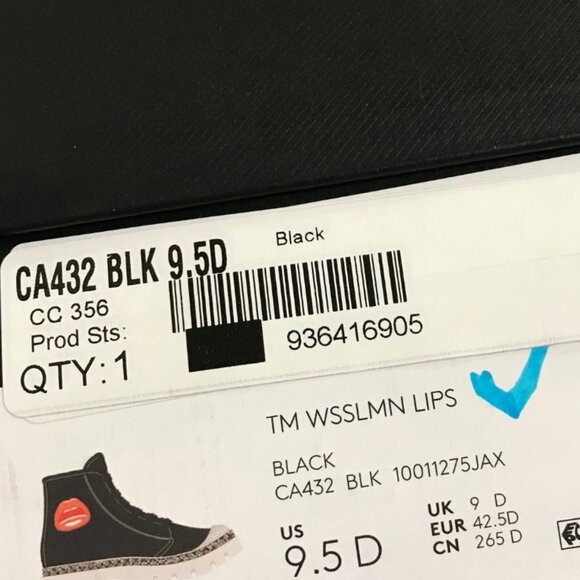 CA432 BLK 9.5D
Black
CC 356
Prod Sts:
936416905
QTY: 1
TM WSSLMN LIPS
BLACK
CA432 BLK 10011275JAX
US
9.5 D
UK 9 D
EUR 42.5D
CN 265 D